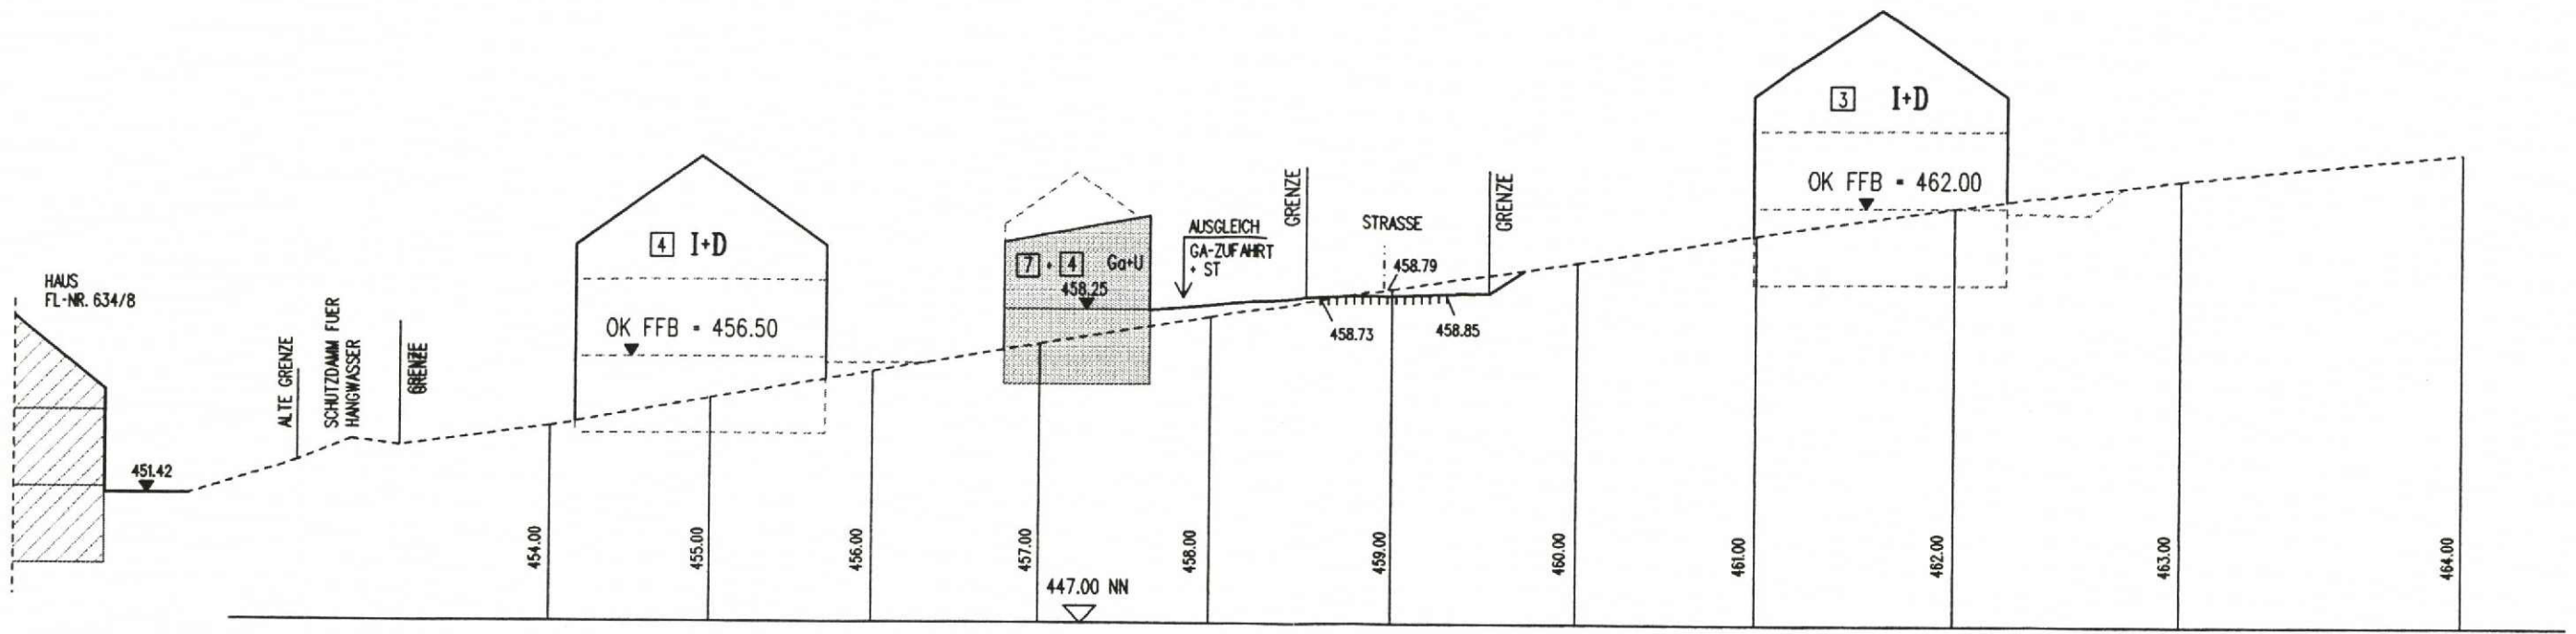 HAUS
FL-NR. 634/8
451.42
ALTE GRENZE
SCHUTZDAMM FUER
HANGWASSER
GRENZE
4 I+D
OK FFB = 456.50
7 + 4 Ga+U
458.25
AUSGLEICH
GA-ZUFAHRT
+ ST
GRENZE
STRASSE
458.79
458.73
458.85
GRENZE
3 I+D
OK FFB = 462.00
454.00
455.00
456.00
457.00
447.00 NN
458.00
459.00
460.00
461.00
462.00
463.00
464.00